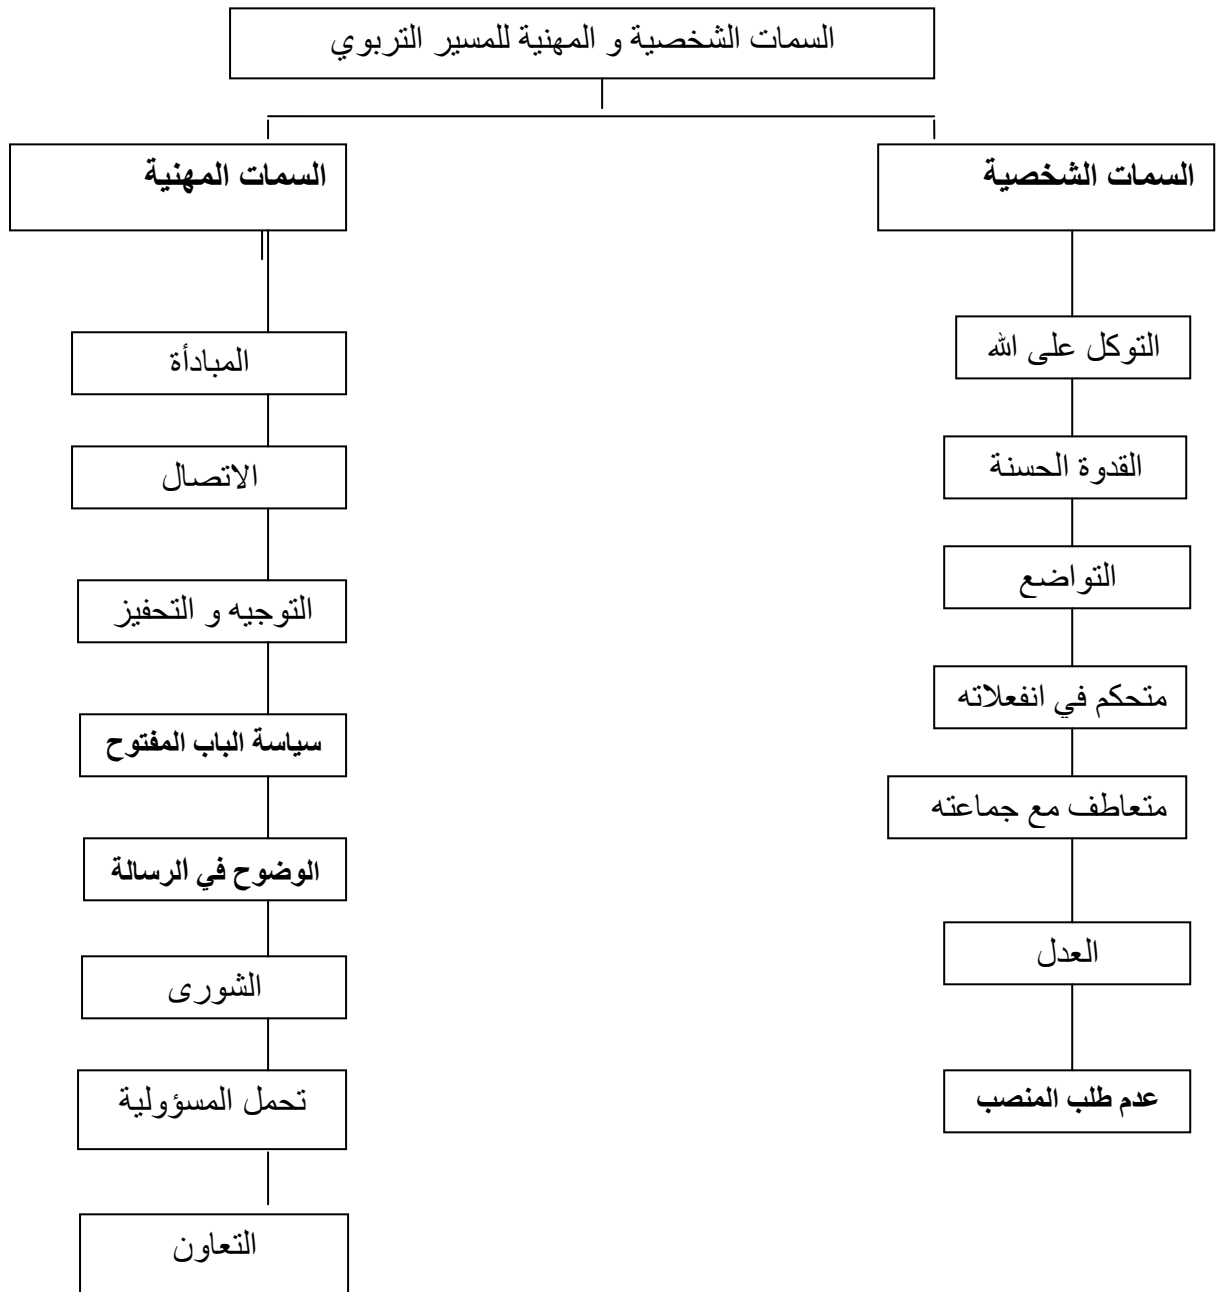 السمات الشخصية و المهنية للمسير التربوي
السمات الشخصية
السمات المهنية
التوكل على الله
القدوة الحسنة
التواضع
متحكم في انفعلاته
متعاطف مع جماعته
العدل
عدم طلب المنصب
المبادأة
الاتصال
التوجيه و التحفيز
سياسة الباب المفتوح
الوضوح في الرسالة
الشورى
تحمل المسؤولية
التعاون